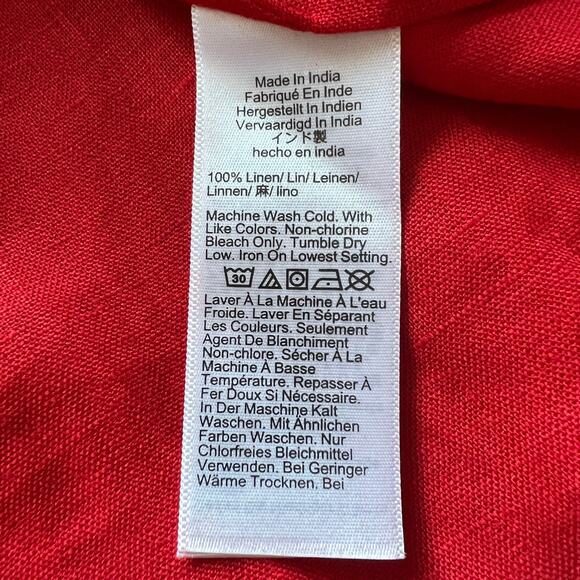 Made In India
Fabriqué En Inde
Hergestellt In Indien
Vervaardigd In India
インド製
hecho en india
100% Linen/ Lin/ Leinen/
Linnen/ 麻/ lino
Machine Wash Cold. With
Like Colors. Non-chlorine
Bleach Only. Tumble Dry
Low. Iron On Lowest Setting.
30
Laver À La Machine À L'eau
Froide. Laver En Séparant
Les Couleurs. Seulement
Agent De Blanchiment
Non-chlore. Sécher À La
Machine À Basse
Température. Repasser À
Fer Doux Si Nécessaire.
In Der Maschine Kalt
Waschen. Mit Ähnlichen
Farben Waschen. Nur
Chlorfreies Bleichmittel
Verwenden. Bei Geringer
Wärme Trocknen. Bei